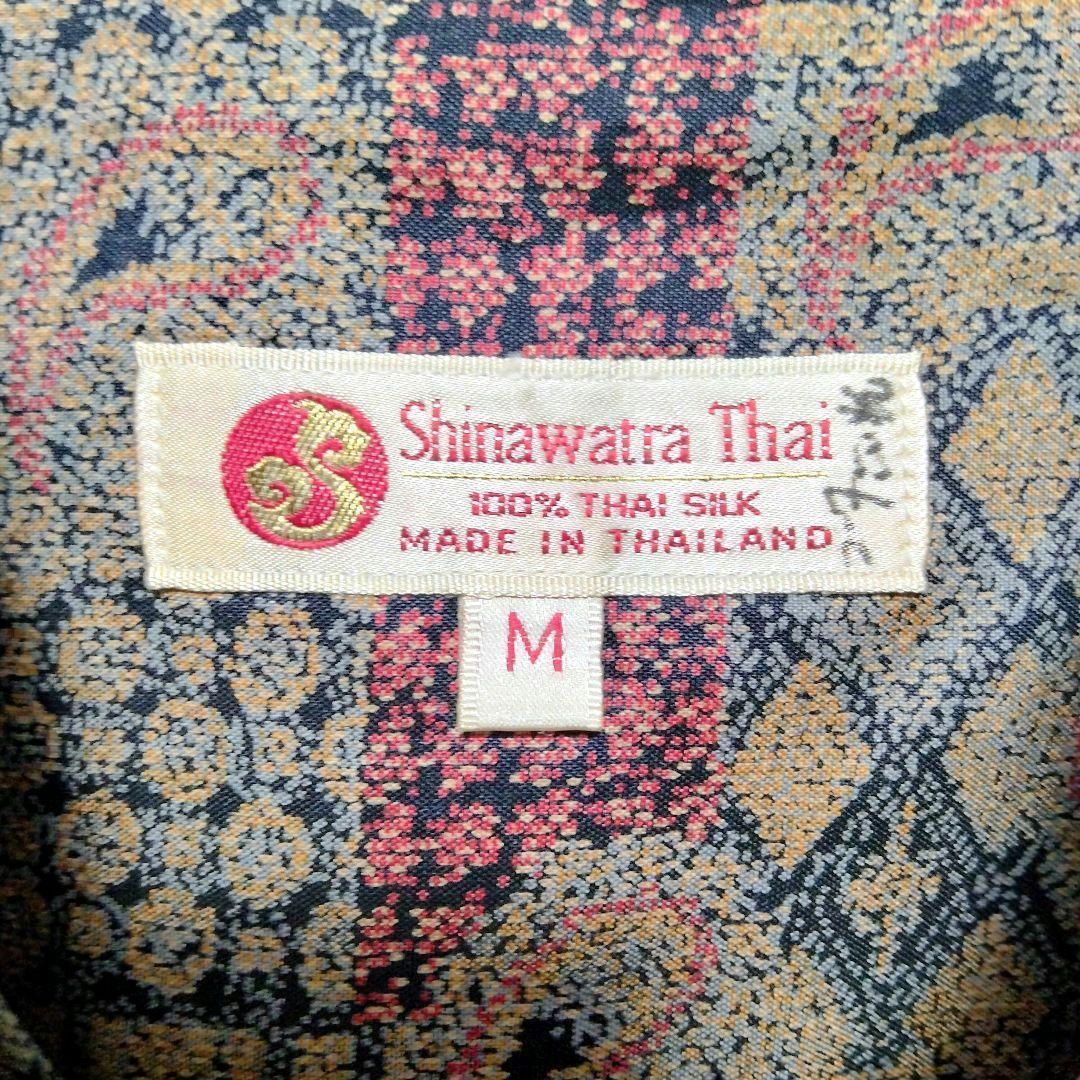 Shinawatra Thai
100% THAI SILK
MADE IN THAILAND
M